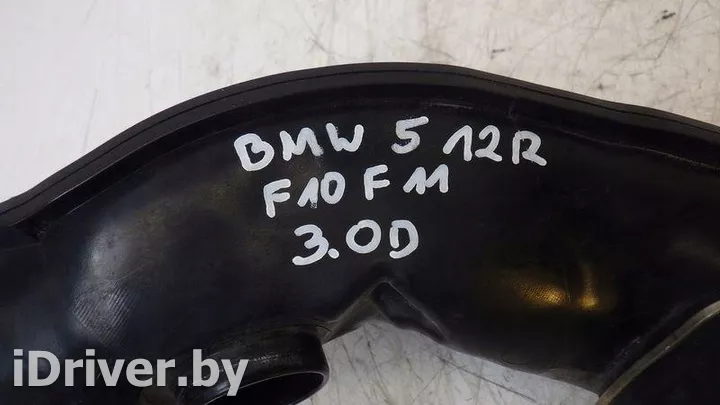 BMW 5 12R
F10 F11
3.0D
iDriver.by